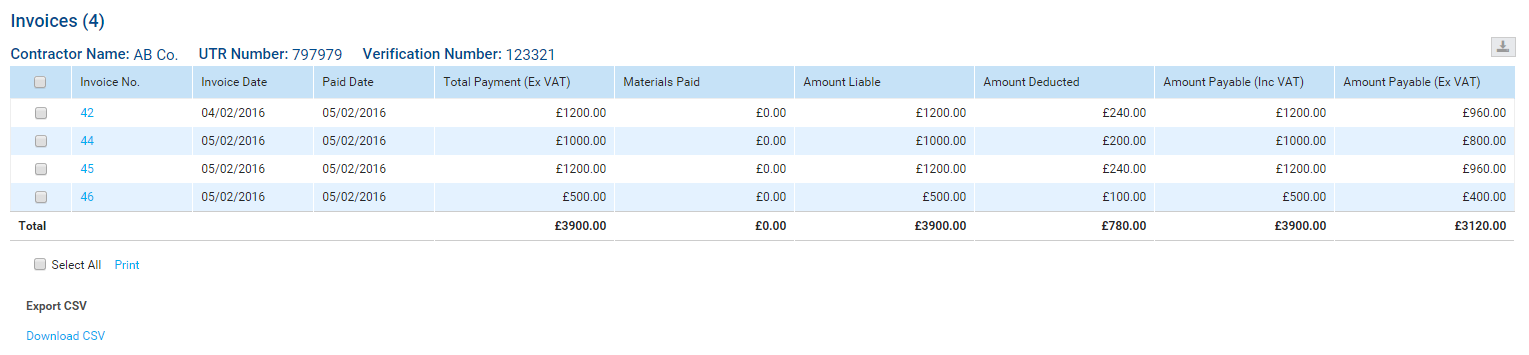 Invoices (4)
Contractor Name: AB Co. UTR Number: 797979 Verification Number: 123321
Invoice No. Invoice Date Paid Date Total Payment (Ex VAT) Materials Paid Amount Liable Amount Deducted Amount Payable (Inc VAT) Amount Payable (Ex VAT)
42 04/02/2016 05/02/2016 £1200.00 £0.00 £1200.00 £240.00 £1200.00 £960.00
44 05/02/2016 05/02/2016 £1000.00 £0.00 £1000.00 £200.00 £1000.00 £800.00
45 05/02/2016 05/02/2016 £1200.00 £0.00 £1200.00 £240.00 £1200.00 £960.00
46 05/02/2016 05/02/2016 £500.00 £0.00 £500.00 £100.00 £500.00 £400.00
Total £3900.00 £0.00 £3900.00 £780.00 £3900.00 £3120.00
Select All Print
Export CSV
Download CSV